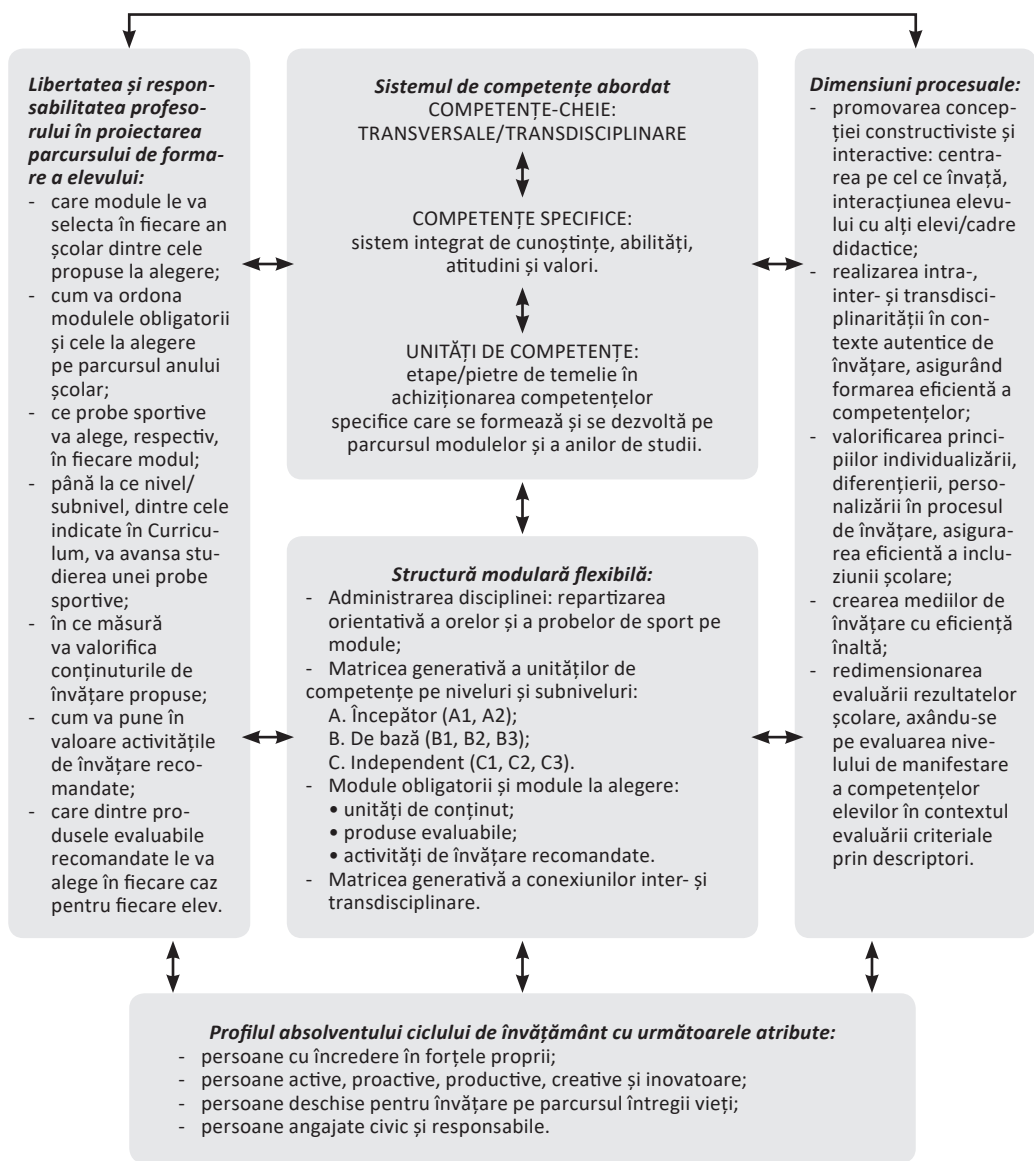 Libertatea și respon-
sabilitatea profeso-
rului în proiectarea
parcursului de forma-
re a elevului:
- care module le va
selecta în fiecare an
școlar dintre cele
propuse la alegere;
- cum va ordona
modulele obligatorii
și cele la alegere
pe parcursul anului
școlar;
- ce probe sportive
va alege, respectiv,
în fiecare modul;
- până la ce nivel/
subnivel, dintre cele
indicate în Curricu-
lum, va avansa stu-
dierea unei probe
sportive;
- în ce măsură
va valorifica
conținuturile de
învățare propuse;
- cum va pune în
valoare activitățile
de învățare reco-
mandate;
- care dintre pro-
dusele evaluabile
recomandate le va
alege în fiecare caz
pentru fiecare elev.
Sistemul de competențe abordat
COMPETENȚE-CHEIE:
TRANSVERSALE/TRANSDISCIPLINARE
COMPETENȚE SPECIFICE:
sistem integrat de cunoștințe, abilități,
atitudini și valori.
UNITĂȚI DE COMPETENȚE:
etape/pietre de temelie în
achiziționarea competențelor
specifice care se formează și se dezvoltă pe
parcursul modulelor și a anilor de studii.
Structură modulară flexibilă:
- Administrarea disciplinei: repartizarea
orientativă a orelor și a probelor de sport pe
module;
- Matricea generativă a unităților de
competențe pe niveluri și subniveluri:
A. Începător (A1, A2);
B. De bază (B1, B2, B3);
C. Independent (C1, C2, C3).
- Module obligatorii și module la alegere:
• unități de conținut;
• produse evaluabile;
• activități de învățare recomandate.
- Matricea generativă a conexiunilor inter- și
transdisciplinare.
Dimensiuni procesuale:
- promovarea concep-
ției constructiviste și
interactive: centra-
rea pe cel ce învață,
interacțiunea elevu-
lui cu alți elevi/cadre
didactice;
- realizarea intra-,
inter- și transdisci-
plinarității în con-
texte autentice de
învățare, asigurând
formarea eficientă a
competențelor;
- valorificarea princi-
piilor individualizării,
diferențierii, perso-
nalizării în procesul
de învățare, asigura-
rea eficientă a inclu-
ziunii școlare;
- crearea mediilor de
învățare cu eficiență
înaltă;
- redimensionarea
evaluării rezultatelor
școlare, axându-se
pe evaluarea nive-
lului de manifestare
a competențelor
elevilor în contextul
evaluării criteriale
prin descriptori.
Profilul absolventului ciclului de învățământ cu următoarele atribute:
- persoane cu încredere în forțele proprii;
- persoane active, proactive, productive, creative și inovatoare;
- persoane deschise pentru învățare pe parcursul întregii vieți;
- persoane angajate civic și responsabile.